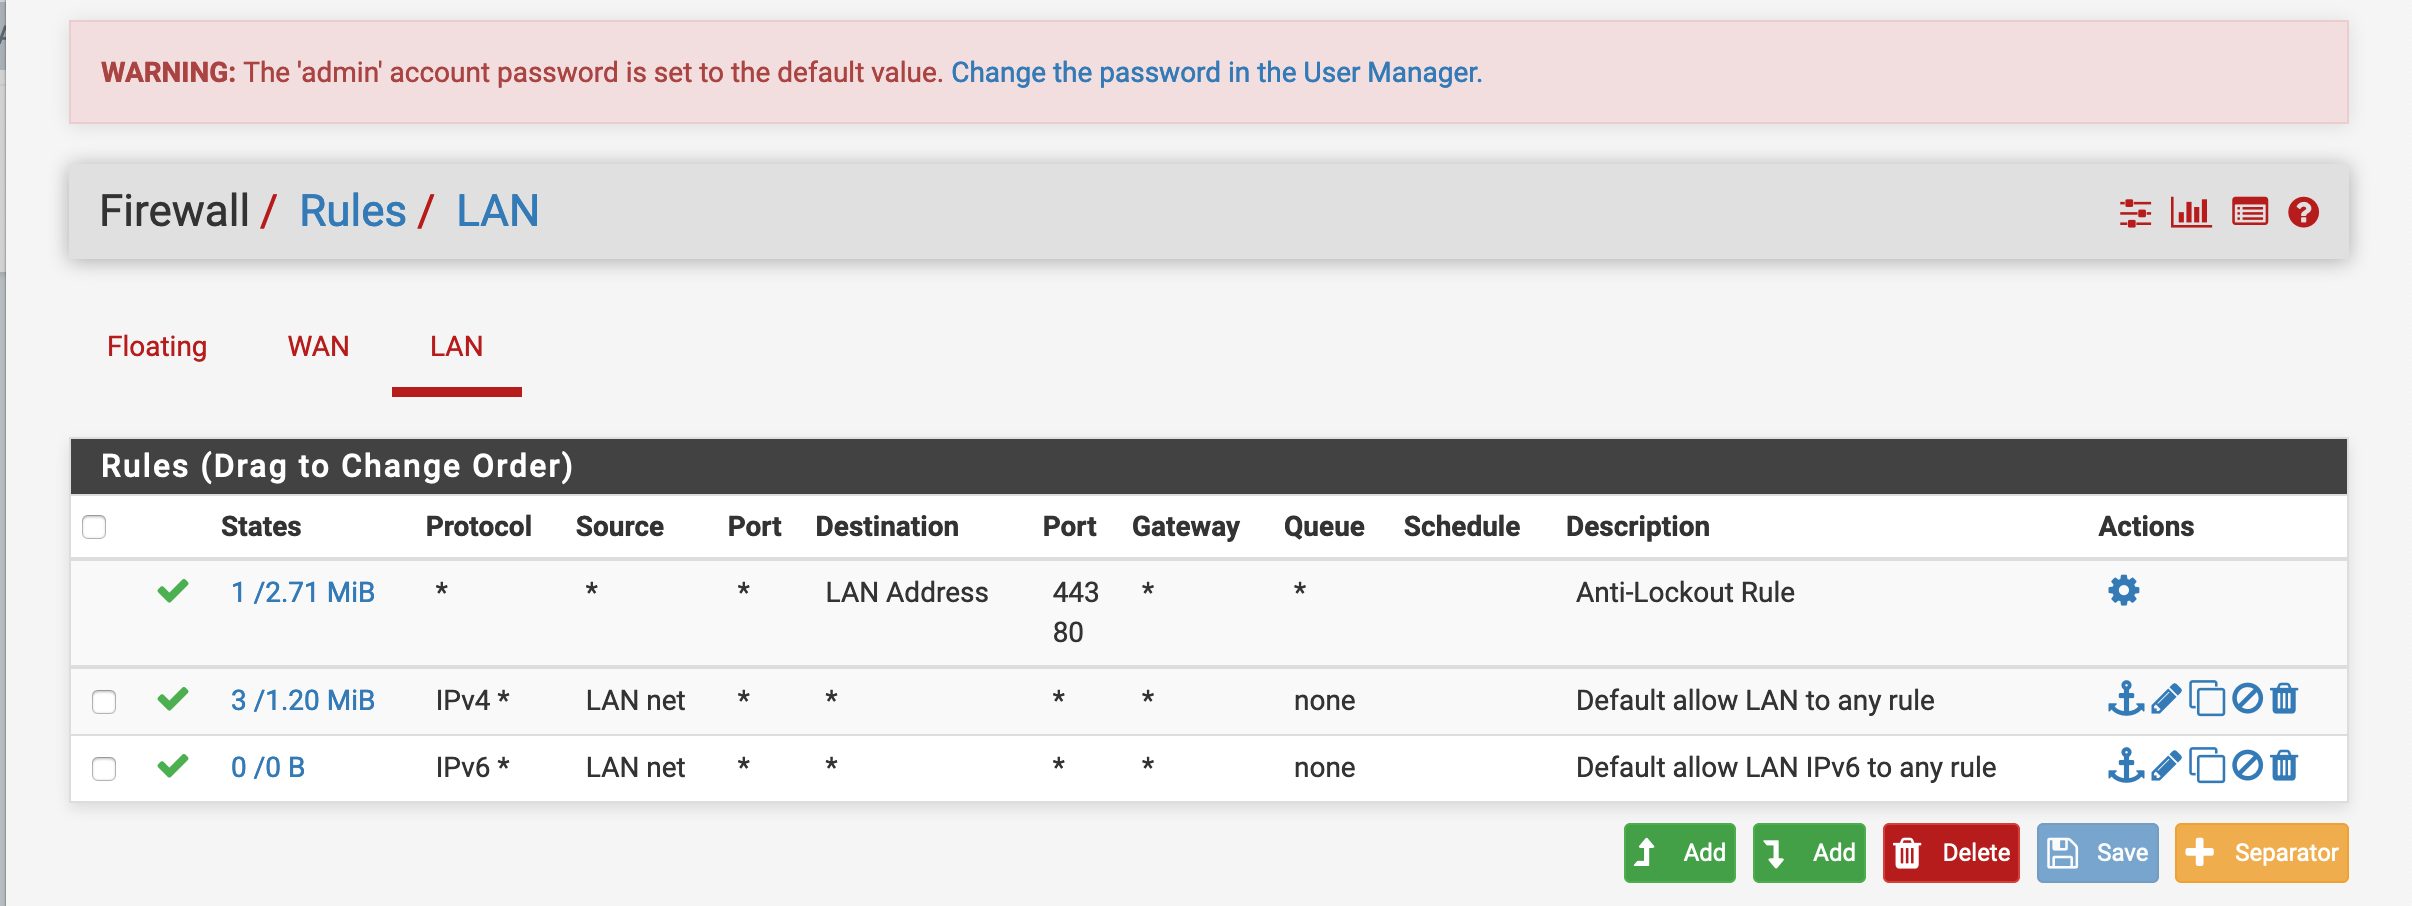 WARNING: The 'admin' account password is set to the default value. Change the password in the User Manager.
Firewall / Rules / LAN
Floating WAN LAN
Rules (Drag to Change Order)
States Protocol Source Port Destination Port Gateway Queue Schedule Description Actions
1 /2.71 MiB * * * LAN Address 443 * * Anti-Lockout Rule
80
3 /1.20 MiB IPv4 * LAN net * * * * none Default allow LAN to any rule
0 /0 B IPv6 * LAN net * * * * none Default allow LAN IPv6 to any rule
Add Add Delete Save Separator